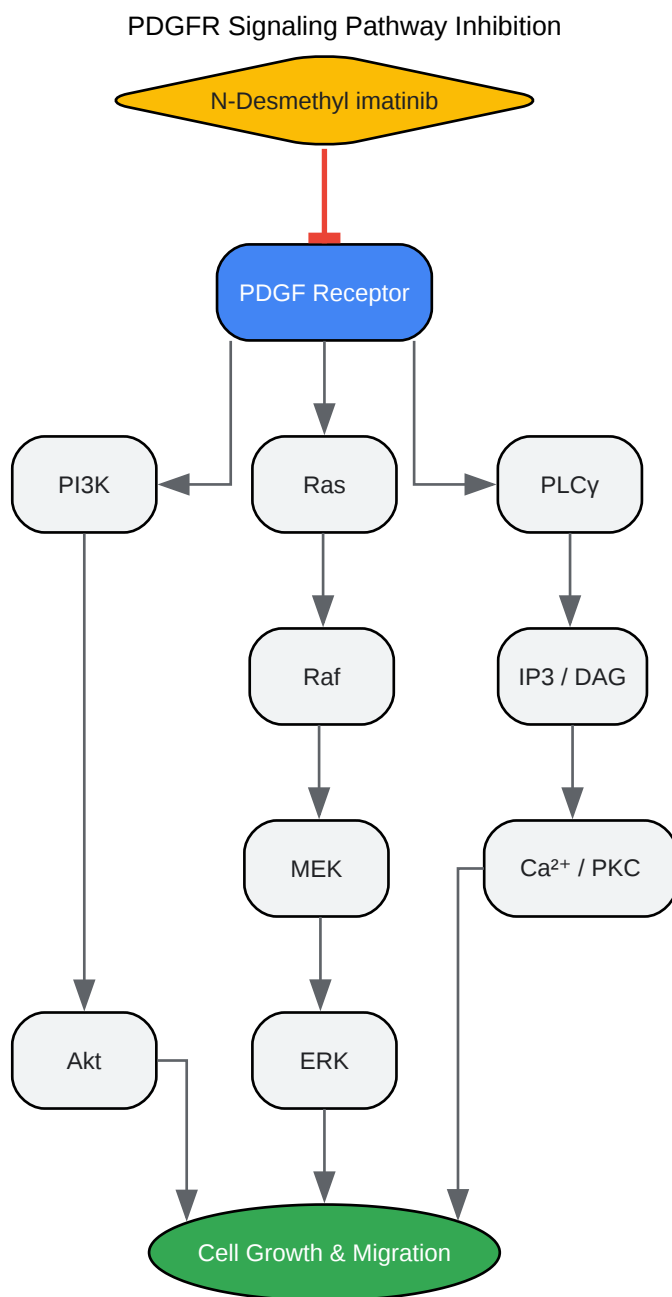 PDGFR Signaling Pathway Inhibition
N-Desmethyl imatinib
PDGF Receptor
PI3K
Ras
PLCγ
Raf
IP3 / DAG
MEK
Ca²⁺ / PKC
Akt
ERK
Cell Growth & Migration